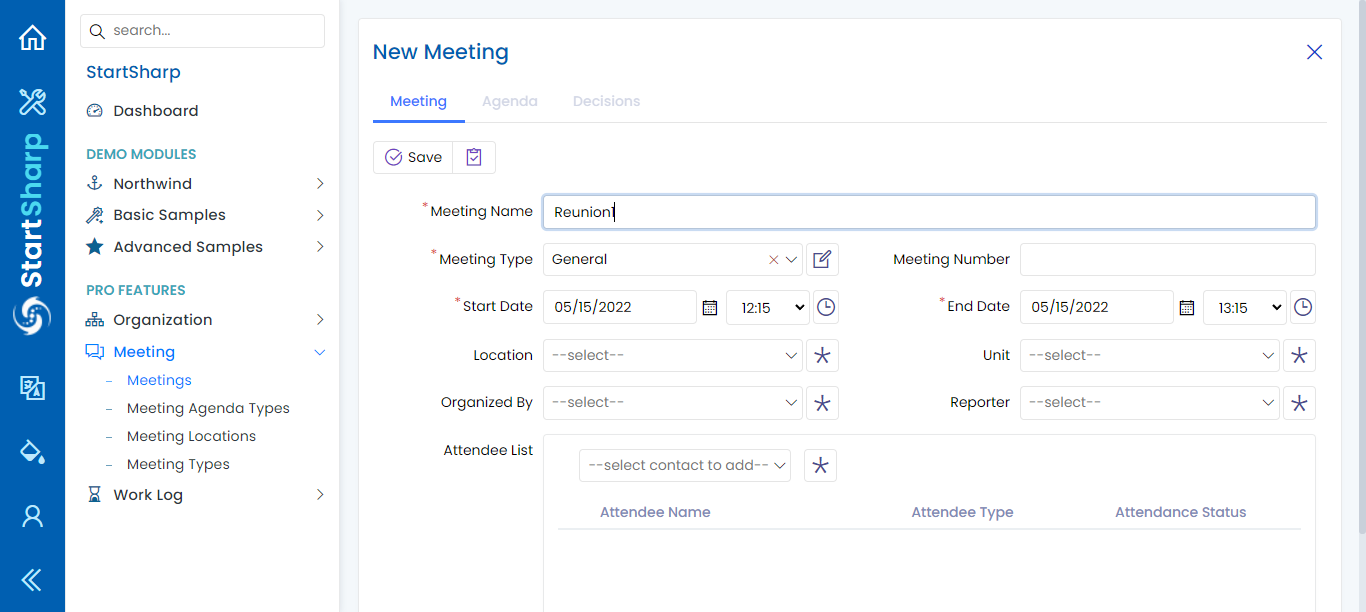 search...
StartSharp
Dashboard
DEMO MODULES
Northwind
Basic Samples
Advanced Samples
PRO FEATURES
Organization
Meeting
Meetings
Meeting Agenda Types
Meeting Locations
Meeting Types
Work Log
StartSharp
New Meeting
Meeting Agenda Decisions
Save
*Meeting Name Reunion1
*Meeting Type General Meeting Number
*Start Date 05/15/2022 12:15 *End Date 05/15/2022 13:15
Location --select-- Unit --select--
Organized By --select-- Reporter --select--
Attendee List
--select contact to add--
Attendee Name Attendee Type Attendance Status